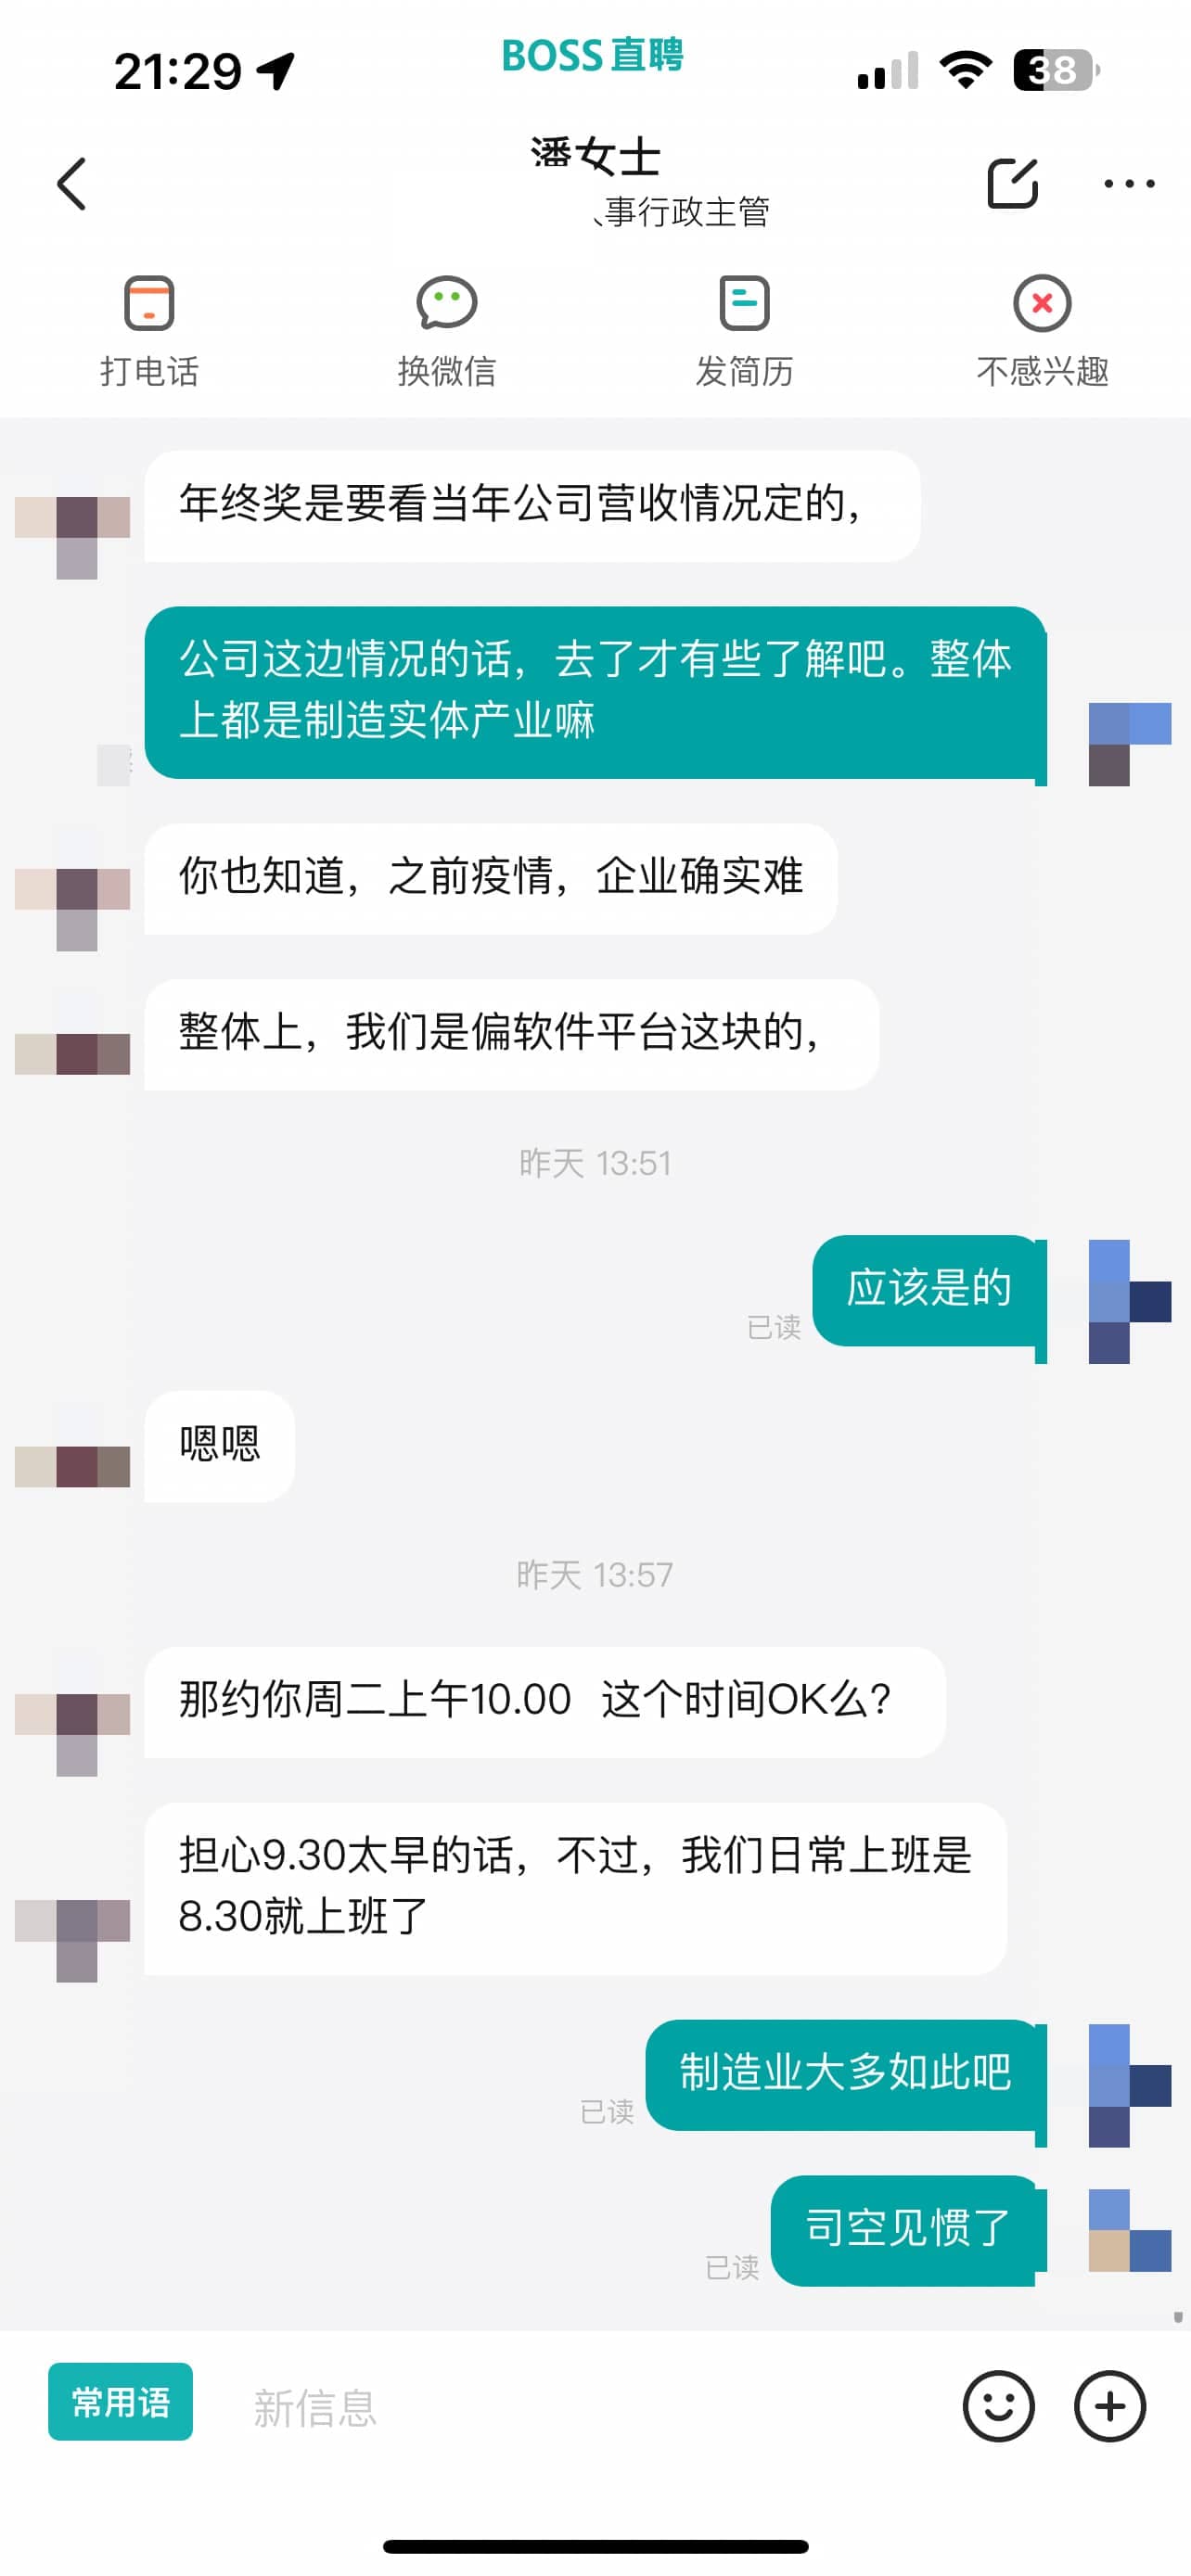 21:29
BOSS直聘
38
潘女士
事行政主管
打电话
换微信
发简历
不感兴趣
年终奖是要看当年公司营收情况定的，
公司这边情况的话，去了才有些了解吧。整体
上都是制造实体产业嘛
你也知道，之前疫情，企业确实难
整体上，我们是偏软件平台这块的，
昨天 13:51
应该是的
已读
嗯嗯
昨天 13:57
那约你周二上午10.00 这个时间OK么？
担心9.30太早的话，不过，我们日常上班是
8.30就上班了
制造业大多如此吧
已读
司空见惯了
已读
常用语
新信息